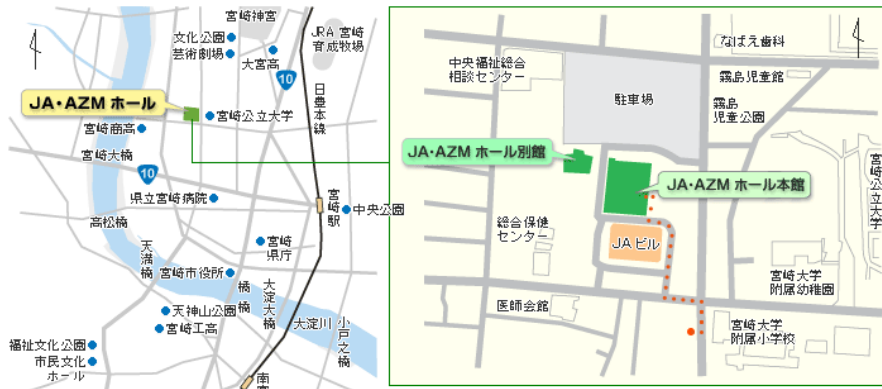 宮崎神宮
文化公園
芸術劇場
大宮高
JRA 宮崎
育成牧場
10
日豊本線
JA・AZM ホール
宮崎公立大学
宮崎商高
宮崎大橋
10
県立宮崎病院
宮崎駅
中央公園
高松橋
天満橋
宮崎県庁
宮崎市役所
橘橋
大淀大橋
天神山公園
宮崎工高
大淀川
小戸之橋
福祉文化公園
市民文化
ホール
南宮
なばえ歯科
中央福祉総合
相談センター
霧島児童館
駐車場
霧島
児童公園
JA・AZM ホール別館
JA・AZM ホール本館
宮崎公立大学
総合保健
センター
JA ビル
宮崎大学
附属幼稚園
医師会館
宮崎大学
附属小学校